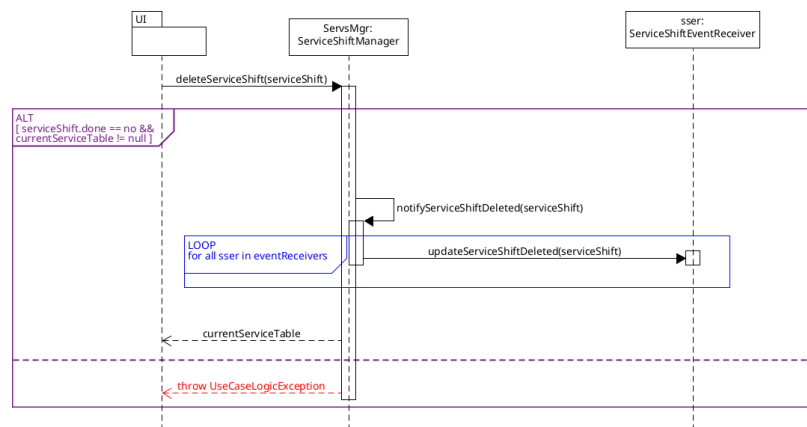 UI
ServsMgr:
ServiceShiftManager
sser:
ServiceShiftEventReceiver
deleteServiceShift(serviceShift)
ALT
[ serviceShift.done == no &&
currentServiceTable != null ]
notifyServiceShiftDeleted(serviceShift)
LOOP
for all sser in eventReceivers
updateServiceShiftDeleted(serviceShift)
currentServiceTable
throw UseCaseLogicException